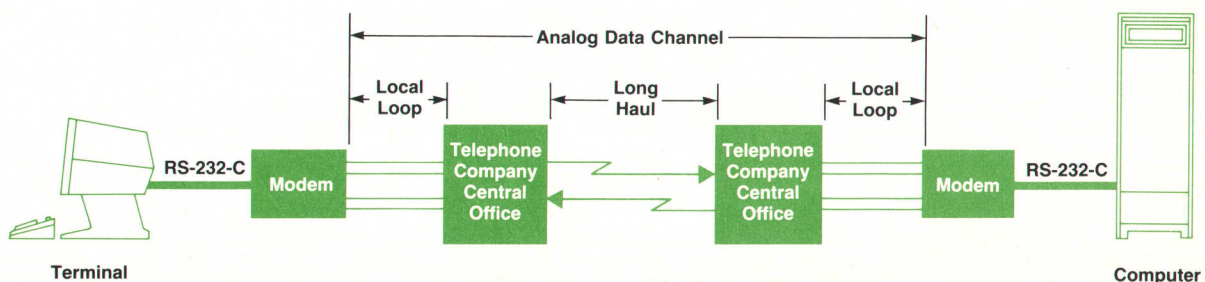 Analog Data Channel
Local
Loop
Long
Haul
Local
Loop
RS-232-C
Modem
Telephone
Company
Central
Office
Telephone
Company
Central
Office
Modem
RS-232-C
Terminal
Computer